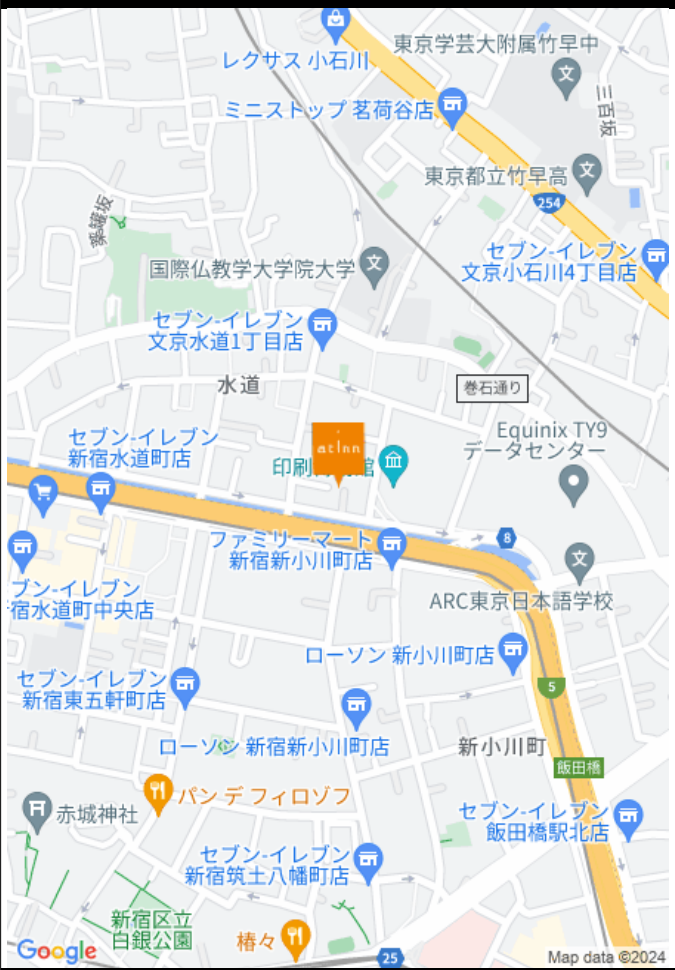 レクサス 小石川
東京学芸大附属竹早中
ミニストップ 茗荷谷店
三百坂
東京都立竹早高
254
薬罐坂
国際仏教学大学院大学
セブン-イレブン
文京小石川4丁目店
セブン-イレブン
文京水道1丁目店
水道
巻石通り
セブン-イレブン
新宿水道町店
atinn
印刷
館
Equinix TY9
データセンター
ファミリーマート
新宿新小川町店
8
ブン-イレブン
宿水道町中央店
ARC東京日本語学校
ローソン 新小川町店
セブン-イレブン
新宿東五軒町店
5
ローソン 新宿新小川町店
新小川町
飯田橋
パン デ フィロゾフ
赤城神社
セブン-イレブン
飯田橋駅北店
セブン-イレブン
新宿筑土八幡町店
新宿区立
白銀公園
椿々
25
Google
Map data ©2024
文
文
文
文
文